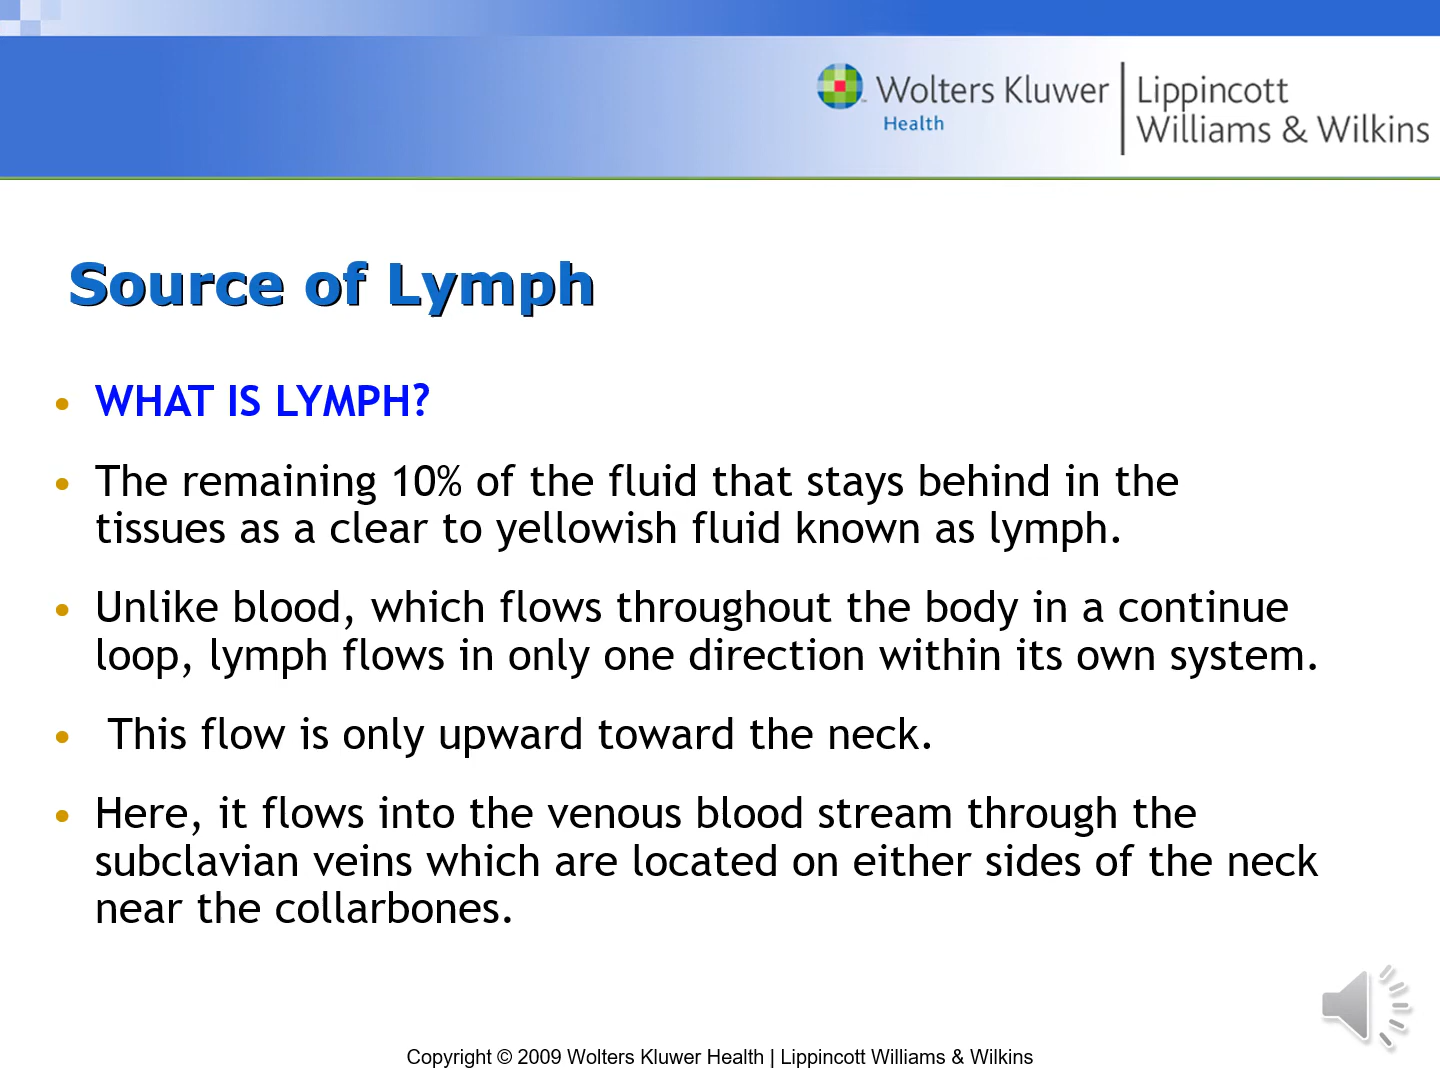 Wolters Kluwer
Health
Lippincott
Williams & Wilkins
Source of Lymph
• WHAT IS LYMPH?
• The remaining 10% of the fluid that stays behind in the
tissues as a clear to yellowish fluid known as lymph.
• Unlike blood, which flows throughout the body in a continue
loop, lymph flows in only one direction within its own system.
• This flow is only upward toward the neck.
• Here, it flows into the venous blood stream through the
subclavian veins which are located on either sides of the neck
near the collarbones.
Copyright © 2009 Wolters Kluwer Health | Lippincott Williams & Wilkins